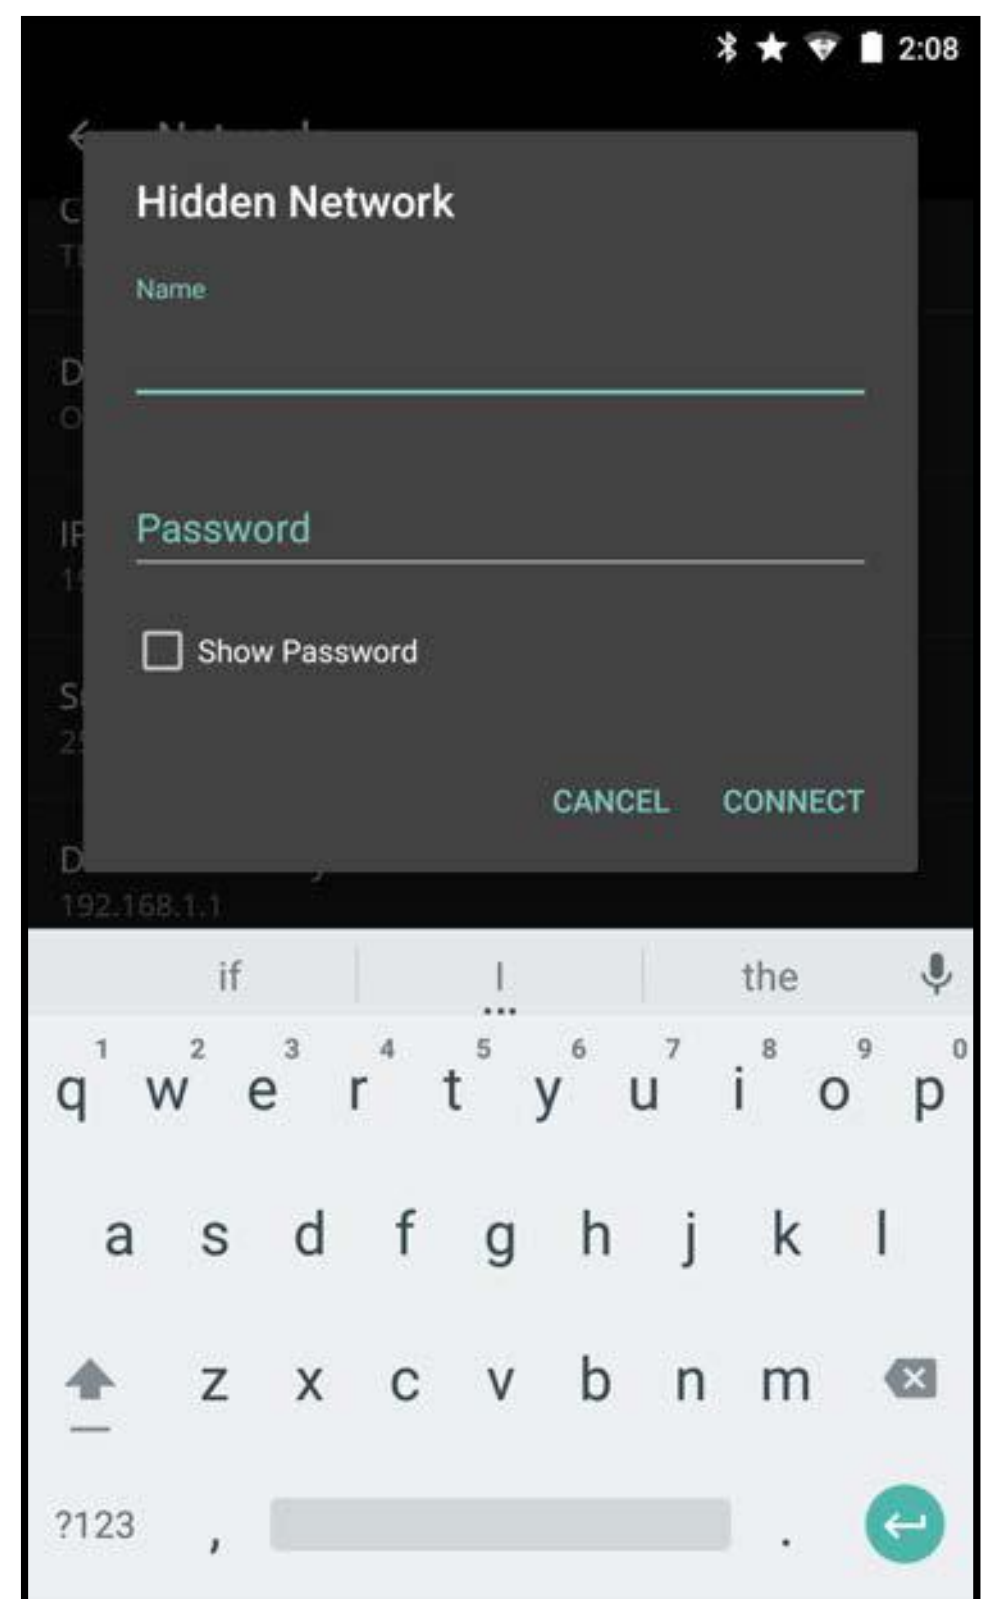 2:08
Hidden Network
Name
Password
Show Password
CANCEL CONNECT
192.168.1.1
if I the
1 2 3 4 5 6 7 8 9 0
q w e r t y u i o p
a s d f g h j k l
z x c v b n m
?123 , .